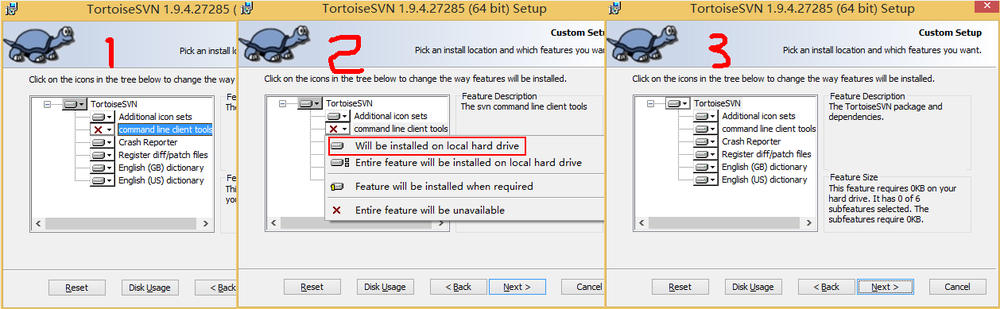 TortoiseSVN 1.9.4.27285 (
1
Pick an install lo
Click on the icons in the tree below to change the way
TortoiseSVN
Additional icon sets
command line client tools
Crash Reporter
Register diff/patch files
English (GB) dictionary
English (US) dictionary
Fea
The
Fea
Thi
you
Reset
Disk Usage
< Back
TortoiseSVN 1.9.4.27285 (64 bit) Setup
2
Custom Setu
Pick an install location and which features you want
Click on the icons in the tree below to change the way features will be installed.
TortoiseSVN
Additional icon sets
command line client tools
Will be installed on local hard drive
Entire feature will be installed on local hard drive
Feature will be installed when required
Entire feature will be unavailable
Feature Description
The svn command line client tools
Reset
Disk Usage
< Back
Next >
Cancel
TortoiseSVN 1.9.4.27285 (64 bit) Setup
3
Custom Setup
Pick an install location and which features you want.
Click on the icons in the tree below to change the way features will be installed.
TortoiseSVN
Additional icon sets
command line client tools
Crash Reporter
Register diff/patch files
English (GB) dictionary
English (US) dictionary
Feature Description
The TortoiseSVN package and
dependencies.
Feature Size
This feature requires 0KB on your
hard drive. It has 0 of 6
subfeatures selected. The
subfeatures require 0KB.
Reset
Disk Usage
< Back
Next >
Cancel